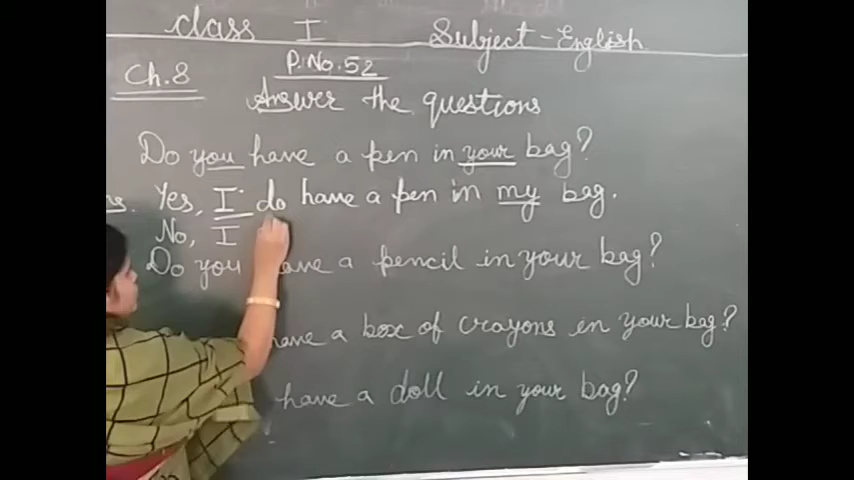 class I Subject - English
Ch.8 P.No.52
Answer the questions
Do you have a pen in your bag?
Yes, I do have a pen in my bag.
No, I
Do you have a pencil in your bag?
have a box of crayons in your bag?
have a doll in your bag?